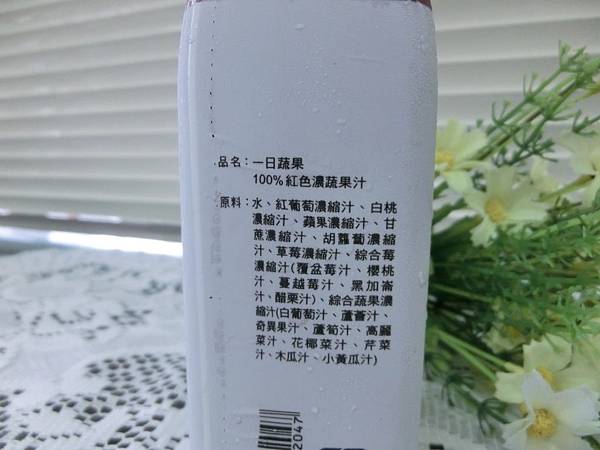 品名：一日蔬果
100%紅色濃蔬果汁
原料：水、紅葡萄濃縮汁、白桃
濃縮汁、蘋果濃縮汁、甘
蔗濃縮汁、胡蘿蔔濃縮
汁、草莓濃縮汁、綜合莓
濃縮汁(覆盆莓汁、櫻桃
汁、蔓越莓汁、黑加崙
汁、醋栗汁)、綜合蔬果濃
縮汁(白葡萄汁、蘆薈汁、
奇異果汁、蘆筍汁、高麗
菜汁、花椰菜汁、芹菜
汁、木瓜汁、小黃瓜汁)
2047